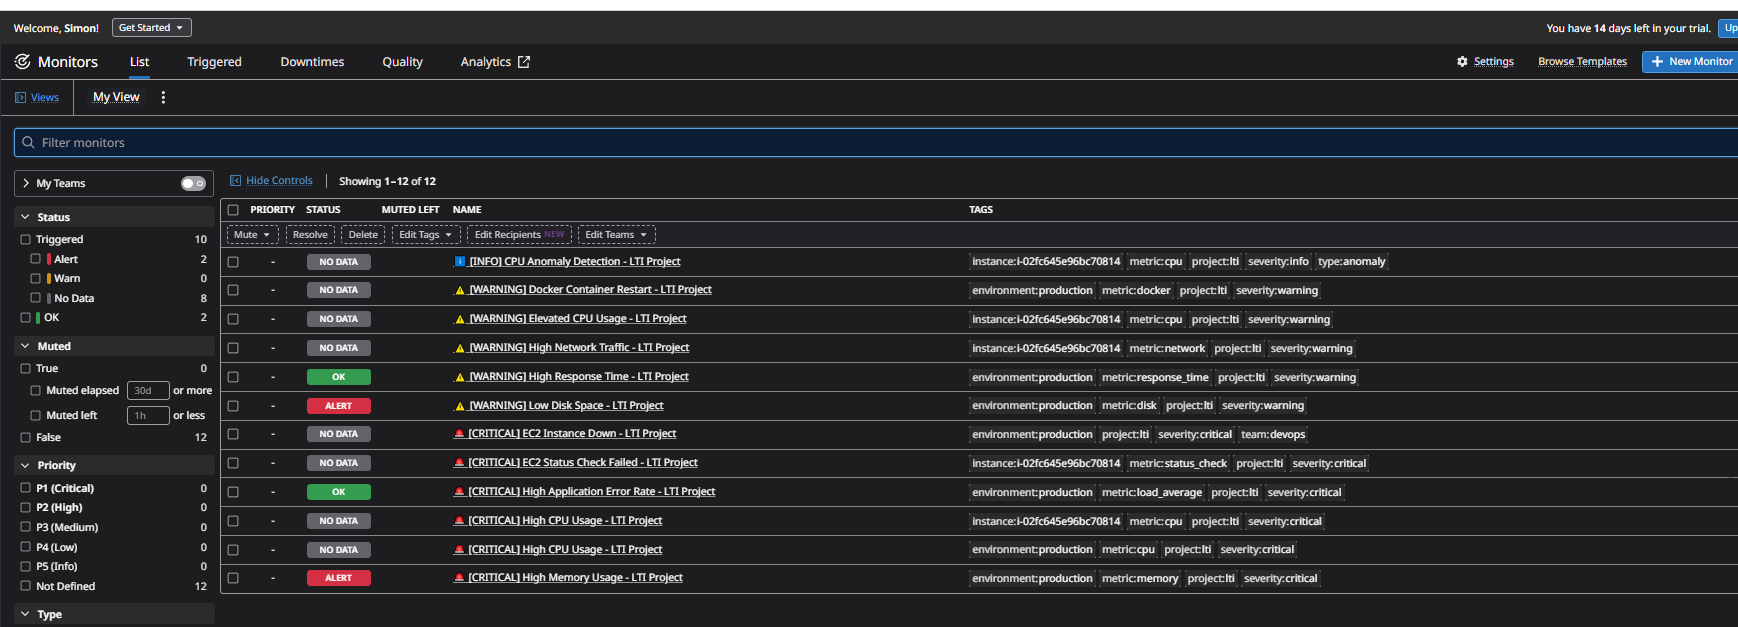 Welcome, Simon! Get Started You have 14 days left in your trial. Up
Monitors List Triggered Downtimes Quality Analytics Settings Browse Templates + New Monitor
Views My View
Filter monitors
My Teams
Hide Controls Showing 1–12 of 12
Status
Triggered 10
Alert 2
Warn
No Data 8
OK 2
Muted
True 0
Muted elapsed 30d or more
Muted left 1h or less
False 12
Priority
P1 (Critical) 0
P2 (High) 0
P3 (Medium) 0
P4 (Low) 0
P5 (Info) 0
Not Defined 12
Type
PRIORITY STATUS MUTED LEFT NAME TAGS
Mute Resolve Delete Edit Tags Edit Recipients NEW Edit Teams
- NO DATA [INFO] CPU Anomaly Detection - LTI Project instance:i-02fc645e96bc70814 metric:cpu project:lti severity:info type:anomaly
- NO DATA [WARNING] Docker Container Restart - LTI Project environment:production metric:docker project:lti severity:warning
- NO DATA [WARNING] Elevated CPU Usage - LTI Project instance:i-02fc645e96bc70814 metric:cpu project:lti severity:warning
- NO DATA [WARNING] High Network Traffic - LTI Project instance:i-02fc645e96bc70814 metric:network project:lti severity:warning
- OK [WARNING] High Response Time - LTI Project environment:production metric:response_time project:lti severity:warning
- ALERT [WARNING] Low Disk Space - LTI Project environment:production metric:disk project:lti severity:warning
- NO DATA [CRITICAL] EC2 Instance Down - LTI Project environment:production project:lti severity:critical team:devops
- NO DATA [CRITICAL] EC2 Status Check Failed - LTI Project instance:i-02fc645e96bc70814 metric:status_check project:lti severity:critical
- OK [CRITICAL] High Application Error Rate - LTI Project environment:production metric:load_average project:lti severity:critical
- NO DATA [CRITICAL] High CPU Usage - LTI Project instance:i-02fc645e96bc70814 metric:cpu project:lti severity:critical
- NO DATA [CRITICAL] High CPU Usage - LTI Project environment:production metric:cpu project:lti severity:critical
- ALERT [CRITICAL] High Memory Usage - LTI Project environment:production metric:memory project:lti severity:critical